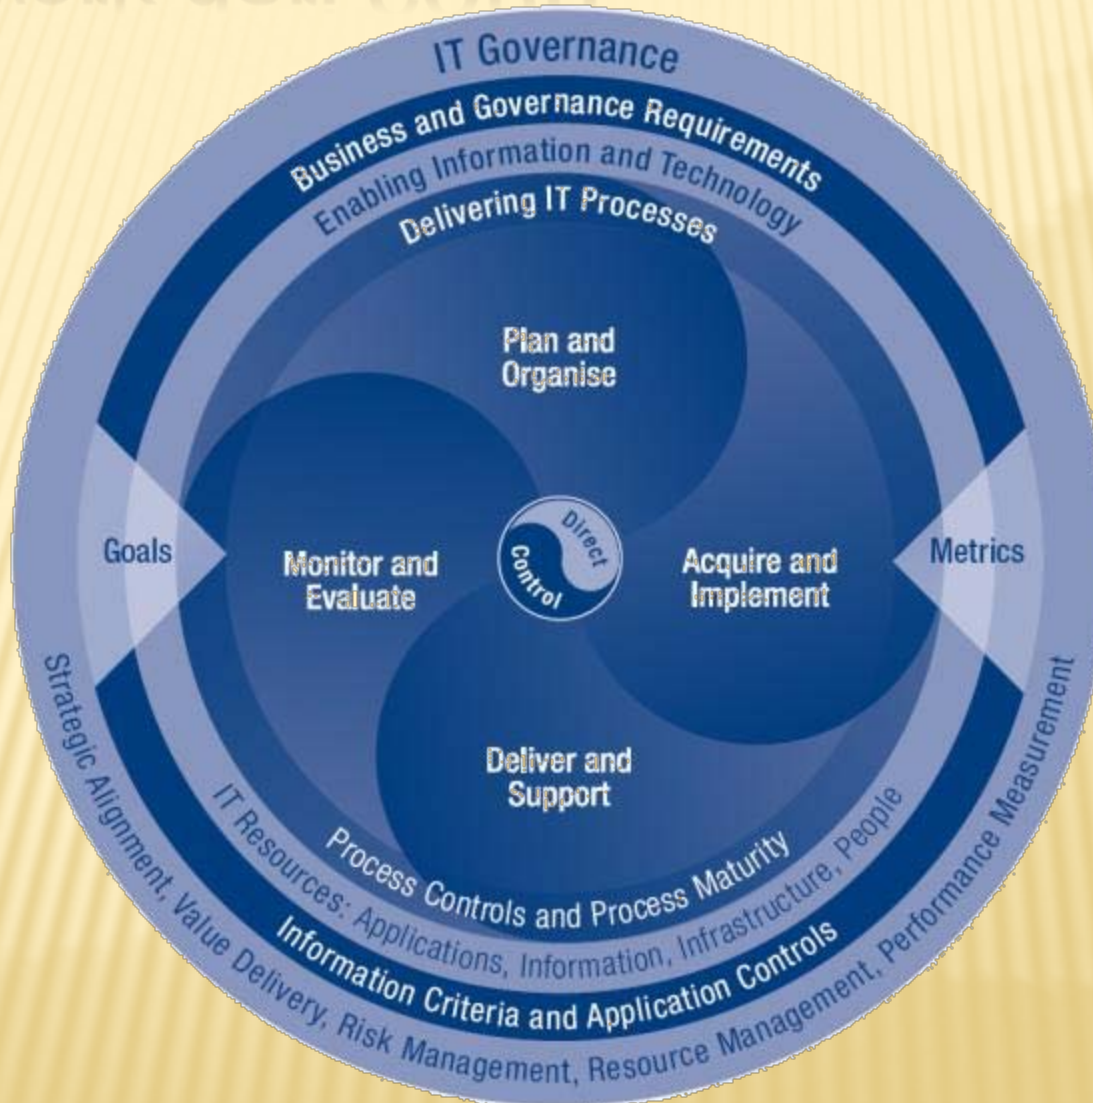 IT Governance
Business and Governance Requirements
Enabling Information and Technology
Delivering IT Processes
Plan and
Organise
Goals
Monitor and
Evaluate
Direct
Control
Acquire and
Implement
Metrics
Deliver and
Support
Process Controls and Process Maturity
IT Resources: Applications, Information, Infrastructure, People
Information Criteria and Application Controls
Strategic Alignment, Value Delivery, Risk Management, Resource Management, Performance Measurement